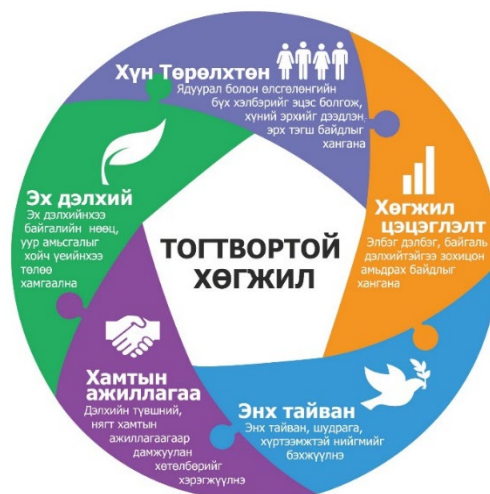 Хүн Төрөлхтөн
Ядуурал болон өлсгөлөнгийн
бүх хэлбэрийг эцэс болгож,
хүний эрхийг дээдлэн,
эрх тэгш байдлыг
хангана
Хөгжил
цэцэглэлт
Элбэг дэлбэг, байгаль
дэлхийтэйгээ зохицон
амьдрах байдлыг
хангана
Энх тайван
Энх тайван, шудрага,
хүртээмжтэй нийгмийг
бэхжүүлнэ
Хамтын
ажиллагаа
Дэлхийн түвшний,
нягт хамтын
ажиллагаагаар
дамжуулан
хөтөлбөрийг
хэрэгжүүлнэ
Эх дэлхий
Эх дэлхийнхээ
байгалийн нөөц,
уур амьсгалыг
хойч үеийнхээ
төлөө
хамгаална
ТОГТВОРТОЙ
ХӨГЖИЛ